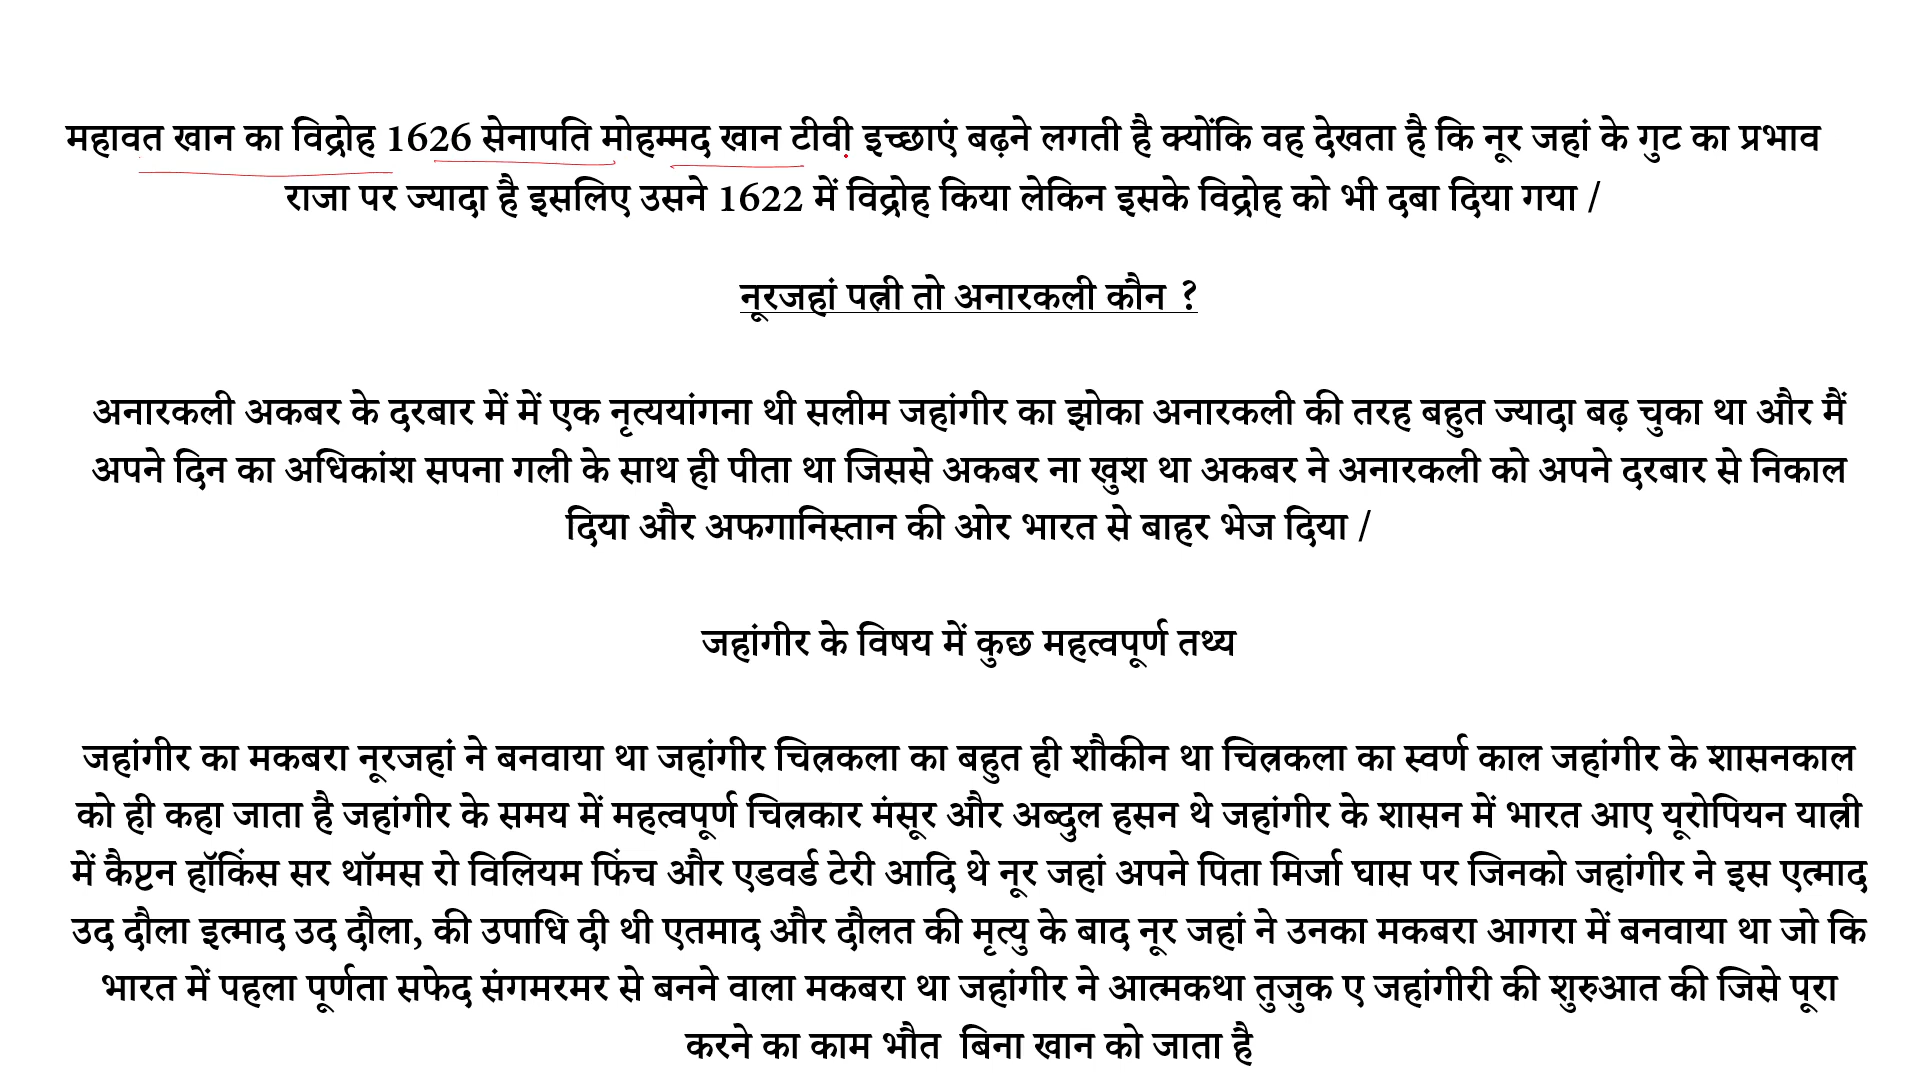 महावत खान का विद्रोह 1626 सेनापति मोहम्मद खान टीवी इच्छाएं बढ़ने लगती है क्योंकि वह देखता है कि नूर जहां के गुट का प्रभाव
राजा पर ज्यादा है इसलिए उसने 1622 में विद्रोह किया लेकिन इसके विद्रोह को भी दबा दिया गया /
नूरजहां पत्नी तो अनारकली कौन ?
अनारकली अकबर के दरबार में में एक नृत्ययांगना थी सलीम जहांगीर का झोका अनारकली की तरह बहुत ज्यादा बढ़ चुका था और मैं
अपने दिन का अधिकांश सपना गली के साथ ही पीता था जिससे अकबर ना खुश था अकबर ने अनारकली को अपने दरबार से निकाल
दिया और अफगानिस्तान की ओर भारत से बाहर भेज दिया /
जहांगीर के विषय में कुछ महत्वपूर्ण तथ्य
जहांगीर का मकबरा नूरजहां ने बनवाया था जहांगीर चित्रकला का बहुत ही शौकीन था चित्रकला का स्वर्ण काल जहांगीर के शासनकाल
को ही कहा जाता है जहांगीर के समय में महत्वपूर्ण चित्रकार मंसूर और अब्दुल हसन थे जहांगीर के शासन में भारत आए यूरोपियन यात्री
में कैप्टन हॉकिंस सर थॉमस रो विलियम फिंच और एडवर्ड टेरी आदि थे नूर जहां अपने पिता मिर्जा घास पर जिनको जहांगीर ने इस एत्माद
उद दौला इत्माद उद दौला, की उपाधि दी थी एतमाद और दौलत की मृत्यु के बाद नूर जहां ने उनका मकबरा आगरा में बनवाया था जो कि
भारत में पहला पूर्णता सफेद संगमरमर से बनने वाला मकबरा था जहांगीर ने आत्मकथा तुजुक ए जहांगीरी की शुरुआत की जिसे पूरा
करने का काम भौत बिना खान को जाता है